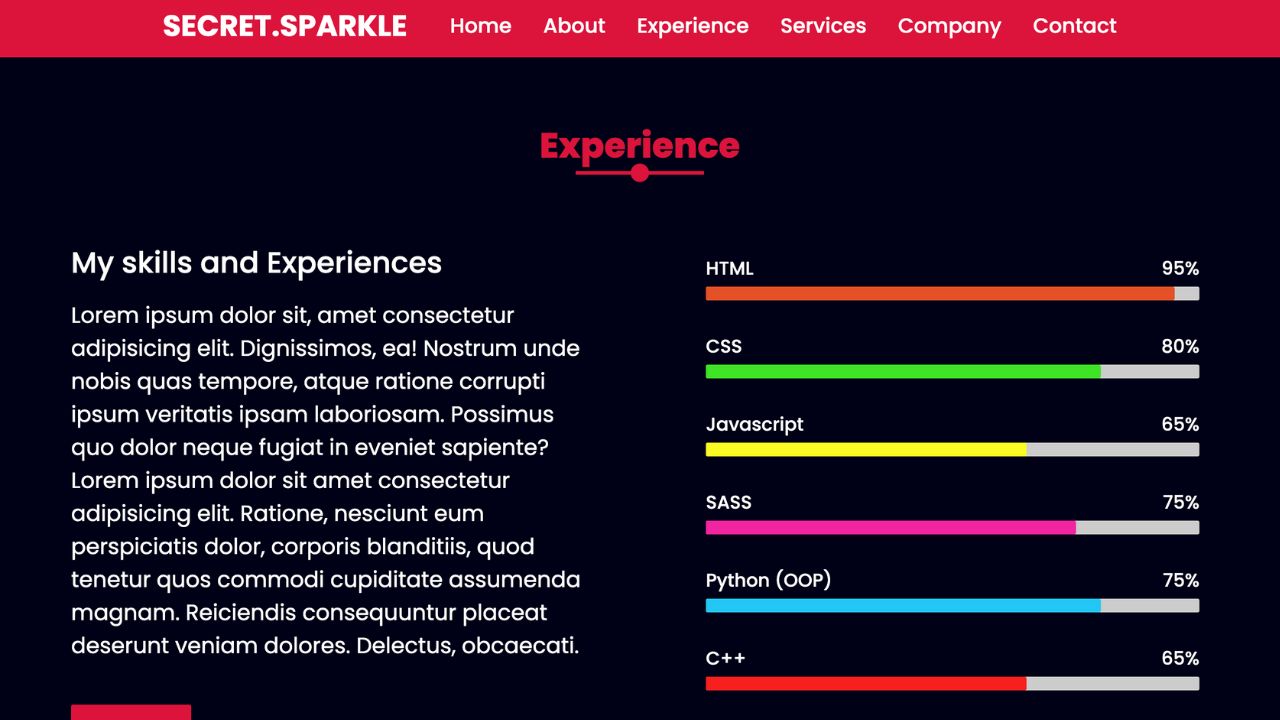 SECRET.SPARKLE Home About Experience Services Company Contact
Experience
My skills and Experiences
Lorem ipsum dolor sit, amet consectetur
adipisicing elit. Dignissimos, ea! Nostrum unde
nobis quas tempore, atque ratione corrupti
ipsum veritatis ipsam laboriosam. Possimus
quo dolor neque fugiat in eveniet sapiente?
Lorem ipsum dolor sit amet consectetur
adipisicing elit. Ratione, nesciunt eum
perspiciatis dolor, corporis blanditiis, quod
tenetur quos commodi cupiditate assumenda
magnam. Reiciendis consequuntur placeat
deserunt veniam dolores. Delectus, obcaecati.
HTML 95%
CSS 80%
Javascript 65%
SASS 75%
Python (OOP) 75%
C++ 65%